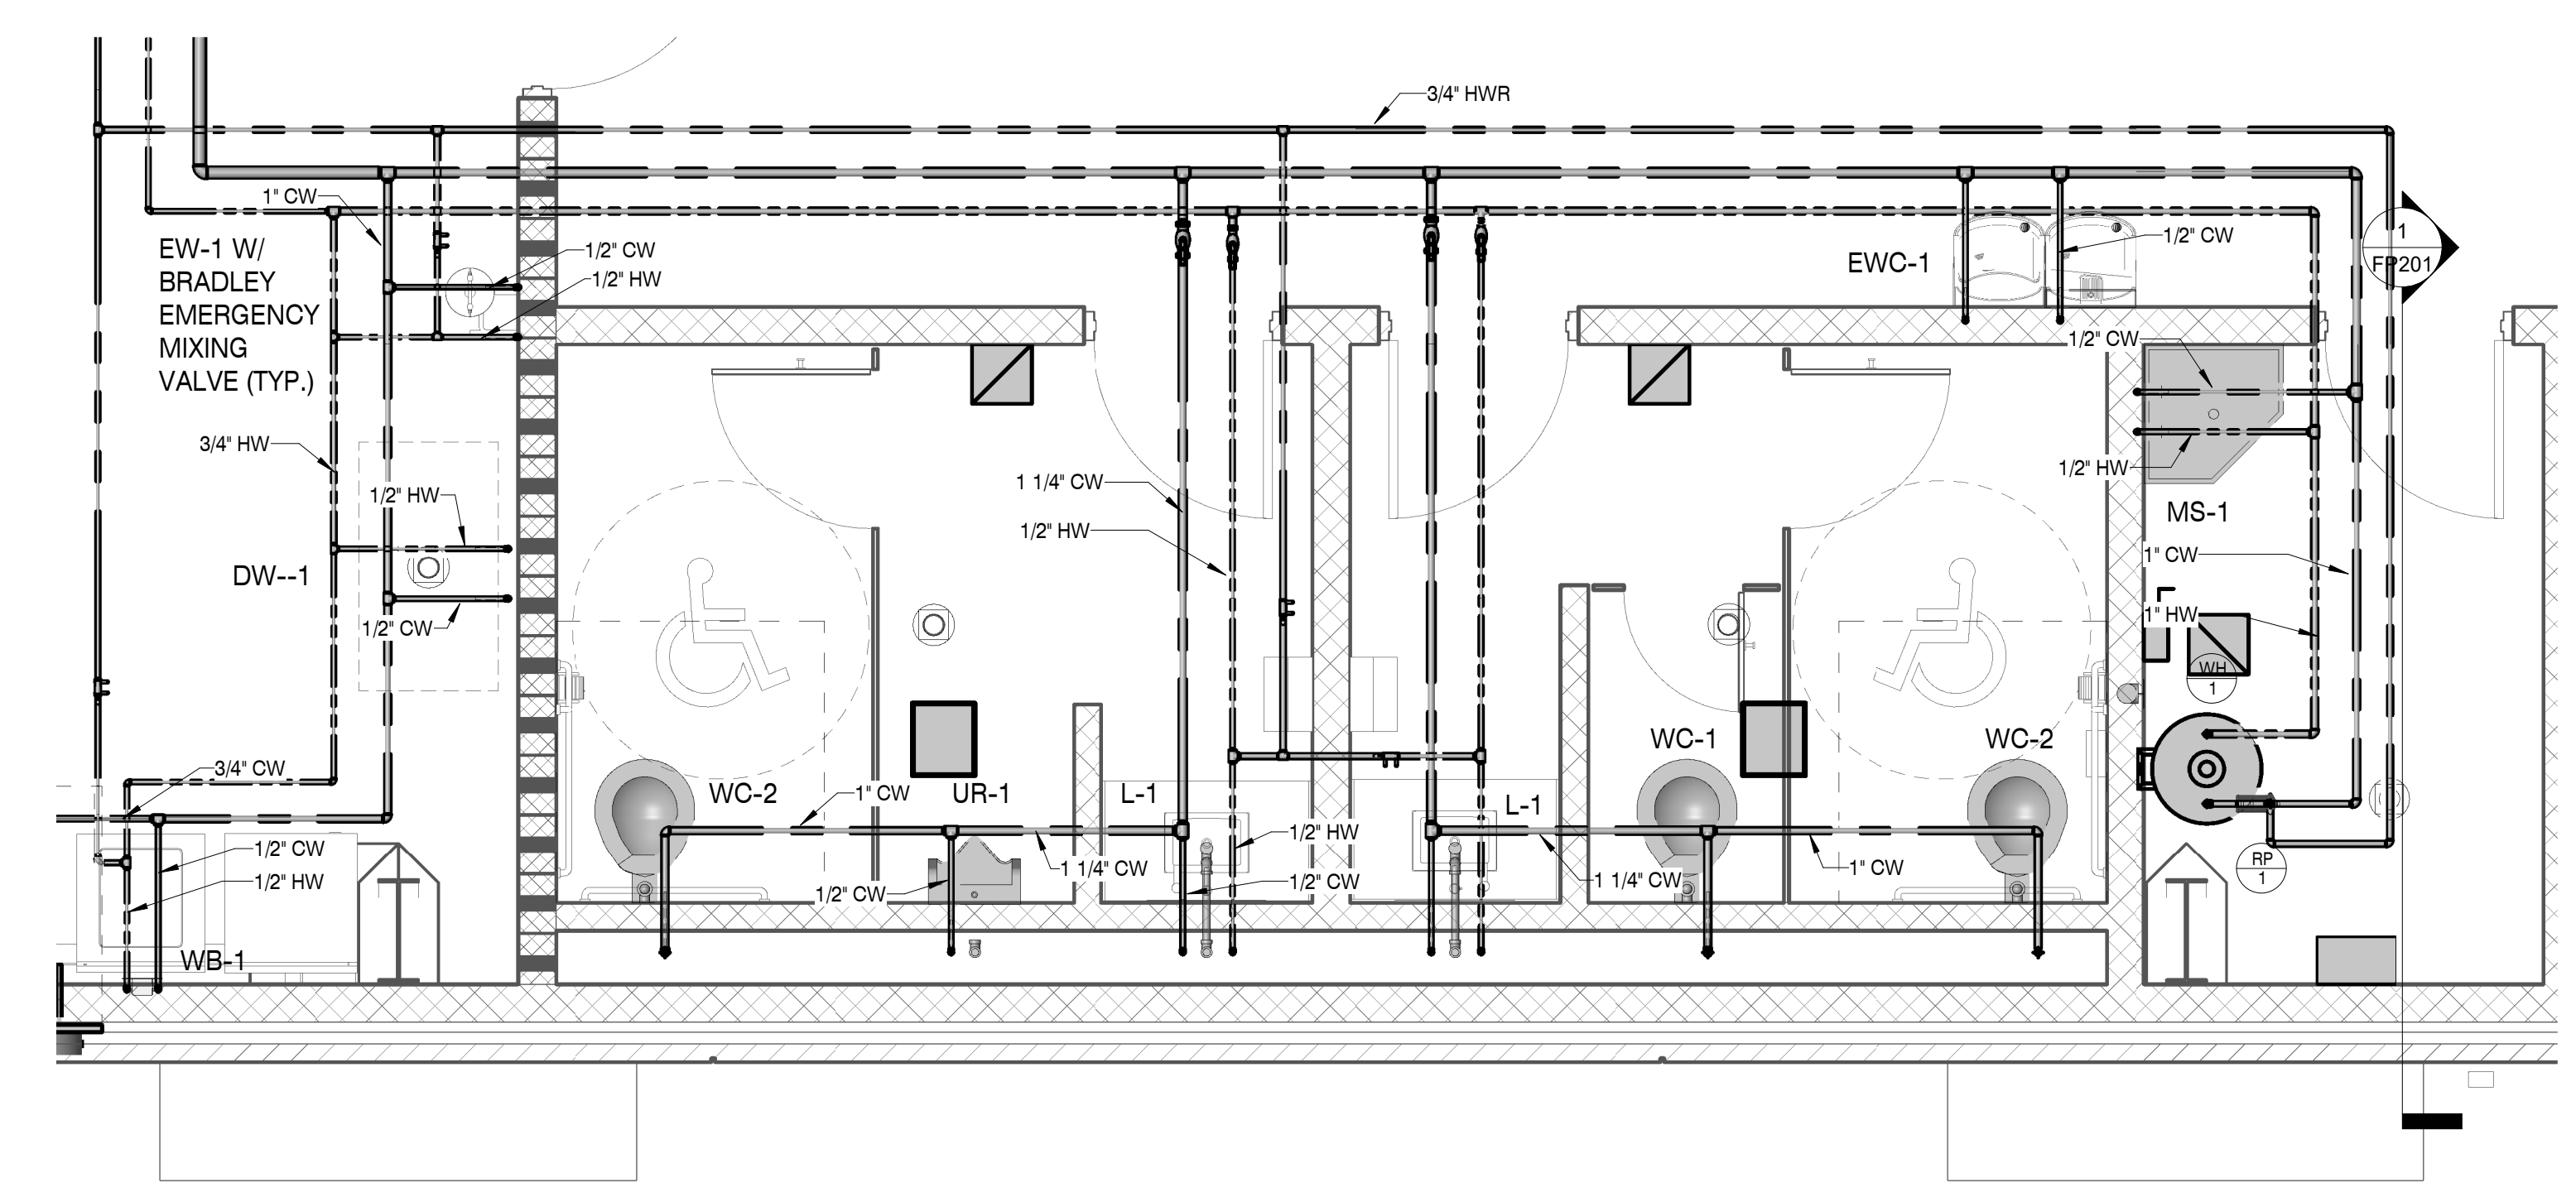 3/4" HWR
1" CW
EW-1 W/
BRADLEY
EMERGENCY
MIXING
VALVE (TYP.)
1/2" CW
1/2" HW
EWC-1
1/2" CW
1
FP201
1/2" CW
3/4" HW
1/2" HW
1/2" HW
1 1/4" CW
1/2" HW
MS-1
1" CW
DW--1
1/2" CW
1" HW
WH
1
WC-1
WC-2
3/4" CW
WC-2
1" CW
UR-1
L-1
L-1
1/2" HW
1/2" CW
1 1/4" CW
1" CW
RP
1
1/2" HW
1/2" CW
1/2" CW
1 1/4" CW
WB-1